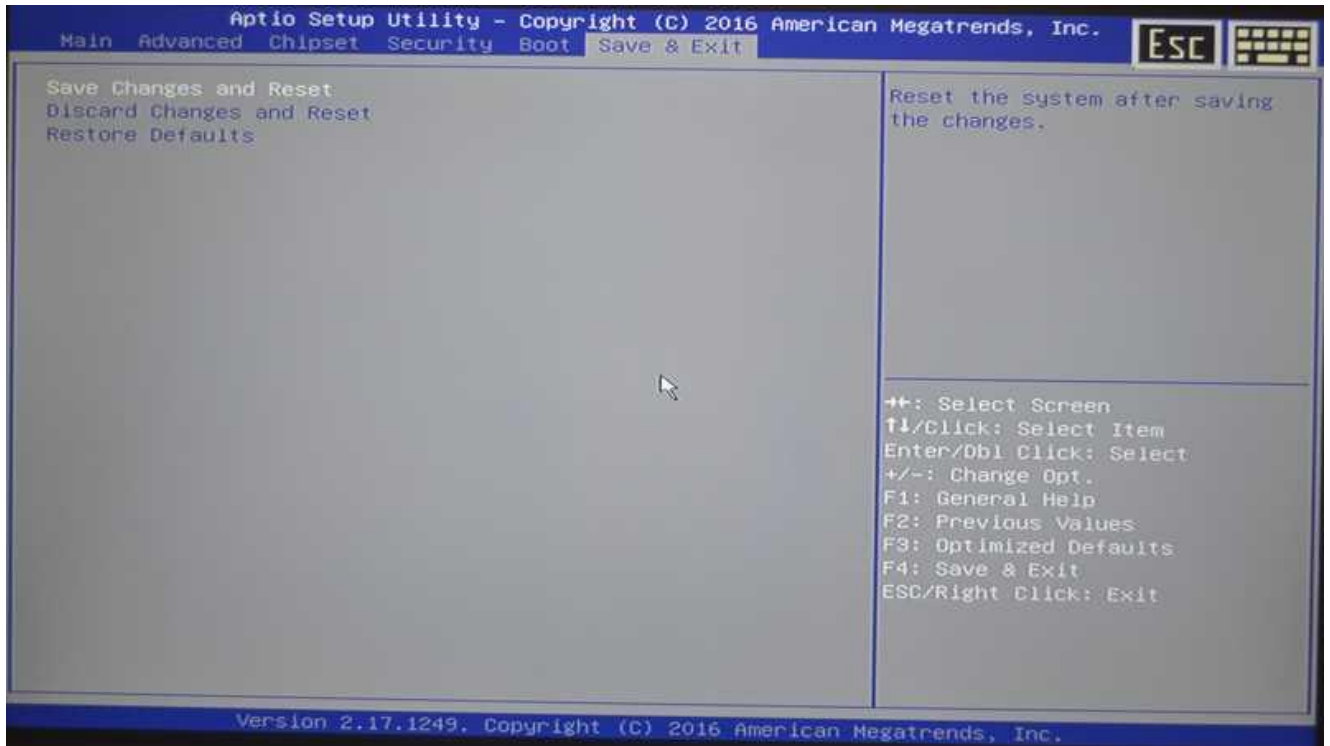 Aptio Setup Utility – Copyright (C) 2016 American Megatrends, Inc.
Main Advanced Chipset Security Boot Save & Exit
ESC
Save Changes and Reset
Discard Changes and Reset
Restore Defaults
Reset the system after saving
the changes.
→←: Select Screen
↑↓/Click: Select Item
Enter/Dbl Click: Select
+/-: Change Opt.
F1: General Help
F2: Previous Values
F3: Optimized Defaults
F4: Save & Exit
ESC/Right Click: Exit
Version 2.17.1249. Copyright (C) 2016 American Megatrends, Inc.